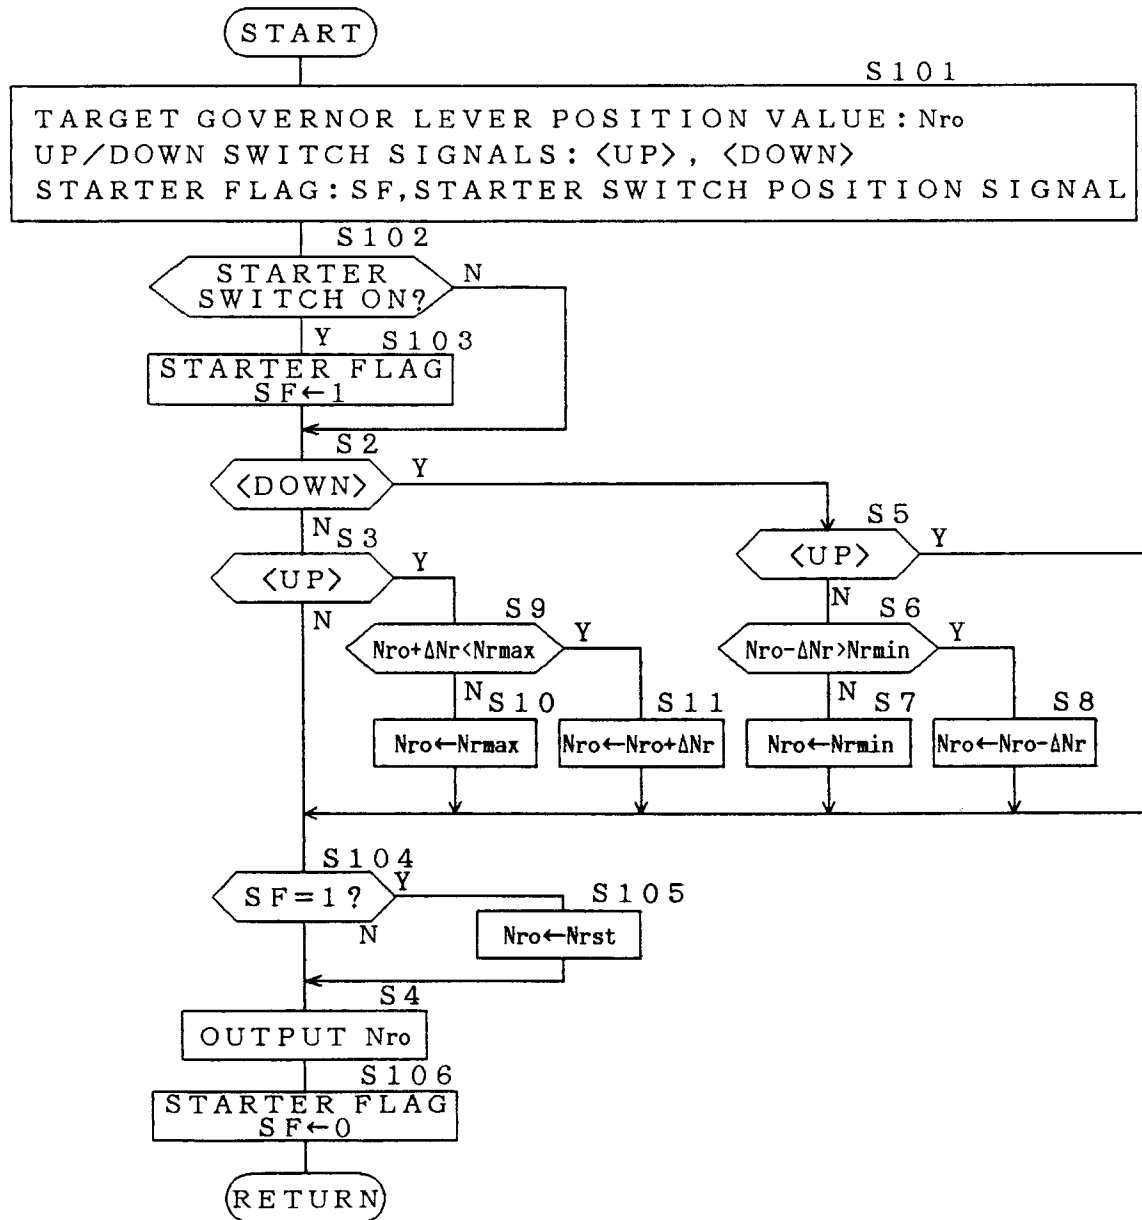 START
S101
TARGET GOVERNOR LEVER POSITION VALUE: Nro
UP/DOWN SWITCH SIGNALS: <UP>, <DOWN>
STARTER FLAG: SF, STARTER SWITCH POSITION SIGNAL
S102
STARTER
SWITCH ON?
N
Y
S103
STARTER FLAG
SF←1
S2
<DOWN>
Y
N
S3
<UP>
Y
N
S5
<UP>
Y
N
S9
Nro+ΔNr<Nrmax
Y
N
S6
Nro-ΔNr>Nrmin
Y
N
S10
Nro←Nrmax
S11
Nro←Nro+ΔNr
S7
Nro←Nrmin
S8
Nro←Nro-ΔNr
S104
SF=1?
Y
N
S105
Nro←Nrst
S4
OUTPUT Nro
S106
STARTER FLAG
SF←0
RETURN